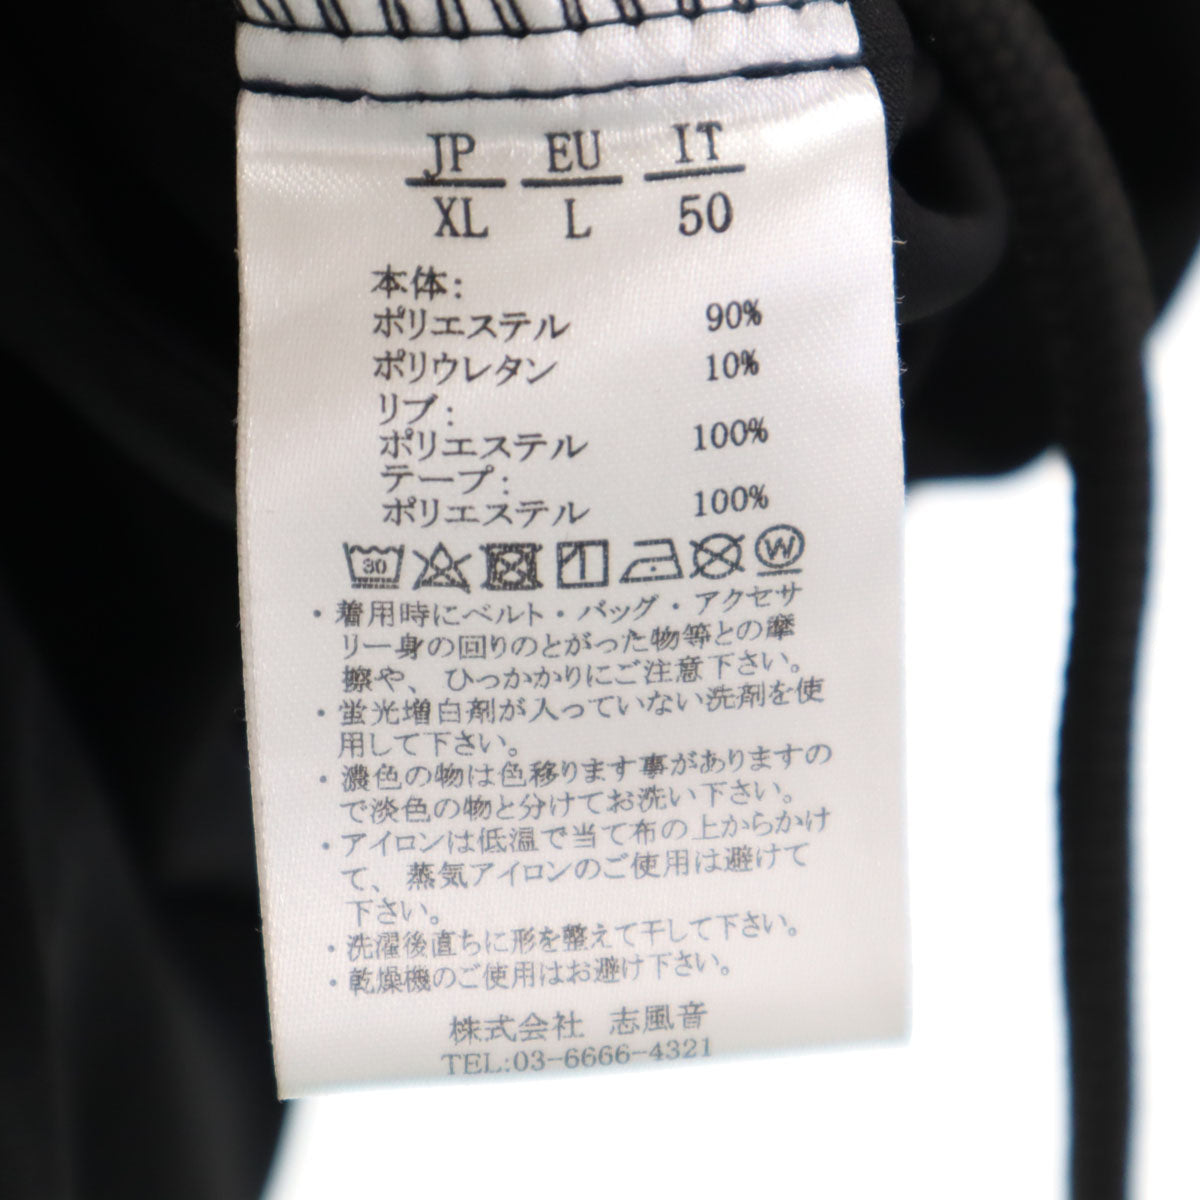 JP EU IT
XL L 50
本体:
ポリエステル 90%
ポリウレタン 10%
リブ:
ポリエステル 100%
テープ:
ポリエステル 100%
30 W
・着用時にベルト・バッグ・アクセサ
リー身の回りのとがった物等との摩
擦や、ひっかかりにご注意下さい。
・蛍光増白剤が入っていない洗剤を使
用して下さい。
・濃色の物は色移ります事がありますの
で淡色の物と分けてお洗い下さい。
・アイロンは低温で当て布の上からかけ
て、蒸気アイロンのご使用は避けて
下さい。
・洗濯後直ちに形を整えて干して下さい。
・乾燥機のご使用はお避け下さい。
株式会社 志風音
TEL:03-6666-4321